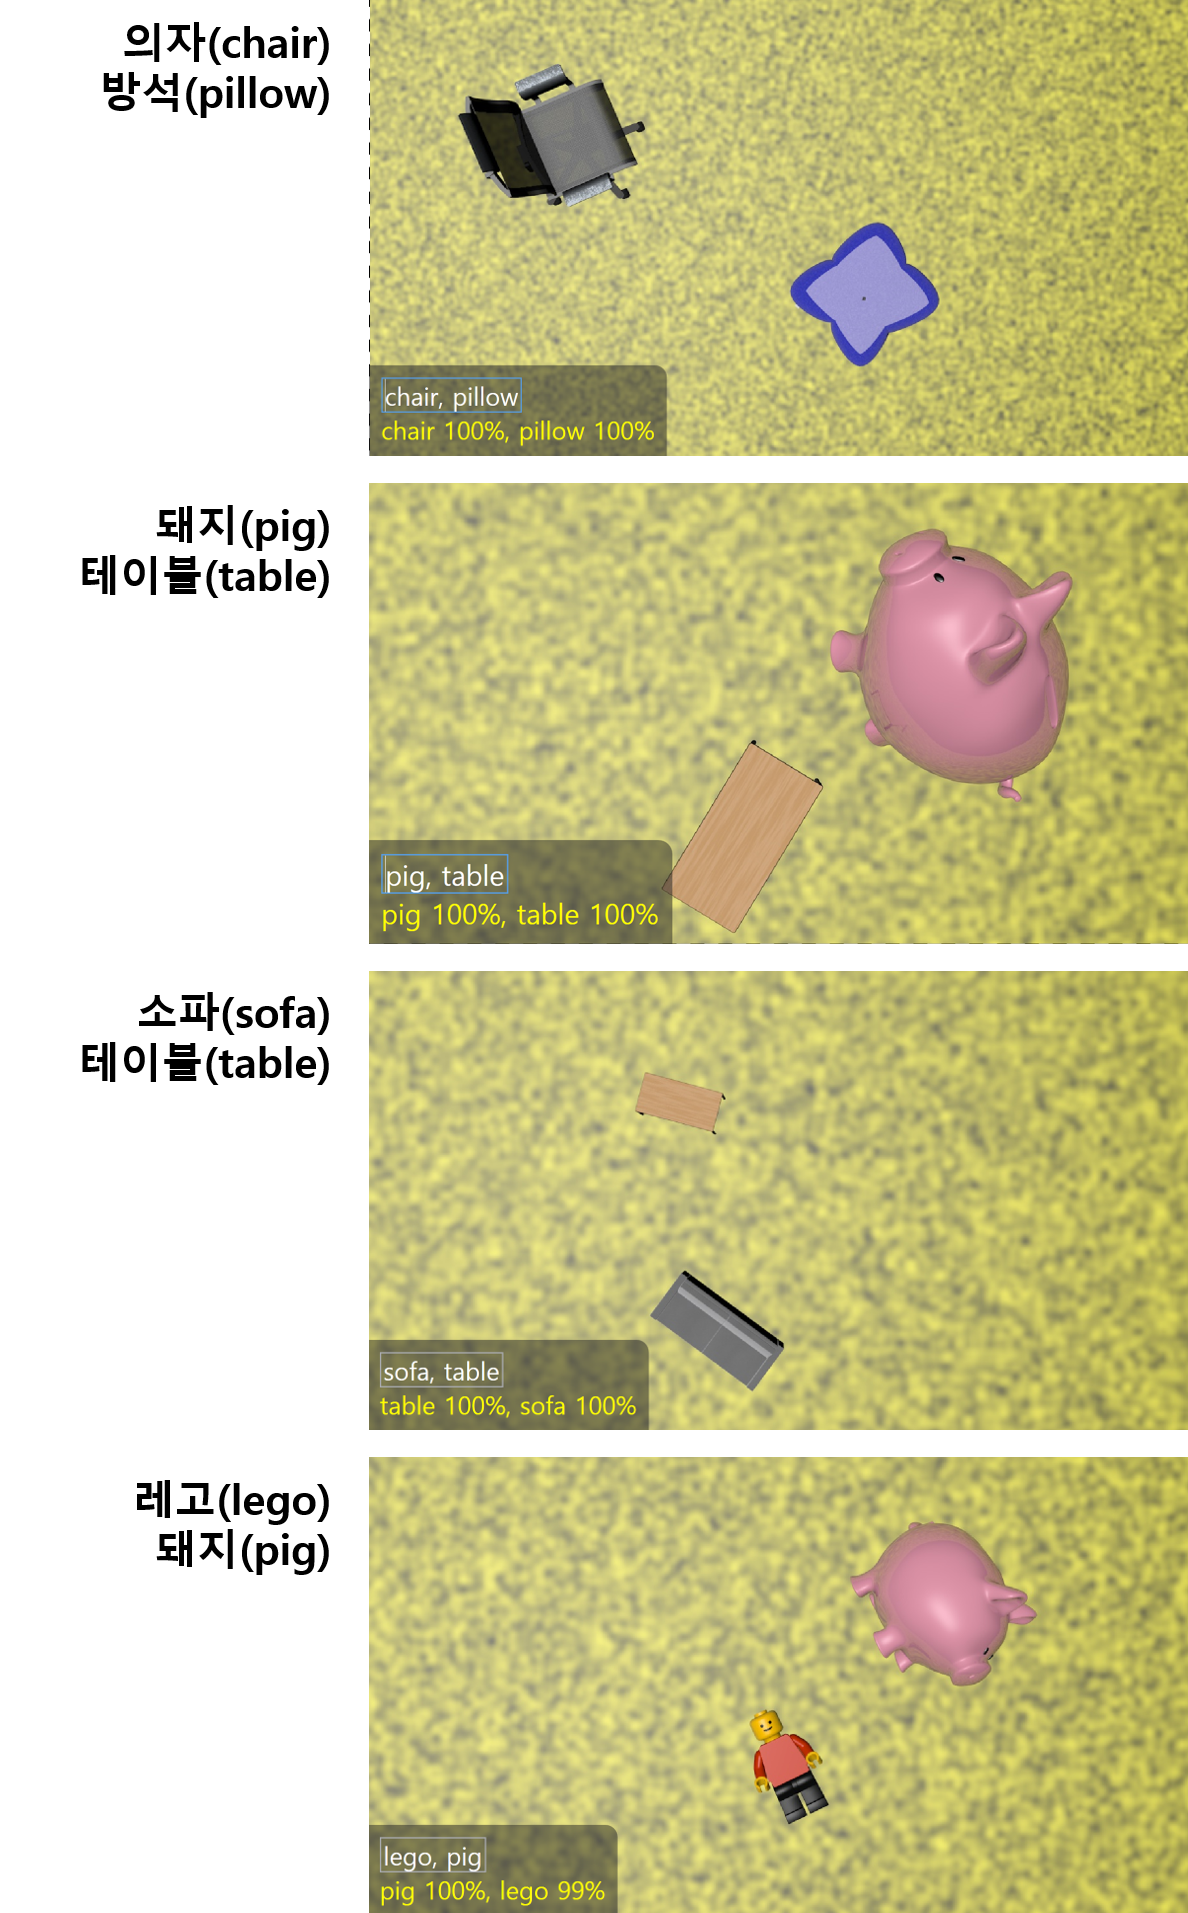 의자(chair)
방석(pillow)
chair, pillow
chair 100%, pillow 100%
돼지(pig)
테이블(table)
pig, table
pig 100%, table 100%
소파(sofa)
테이블(table)
sofa, table
table 100%, sofa 100%
레고(lego)
돼지(pig)
lego, pig
pig 100%, lego 99%